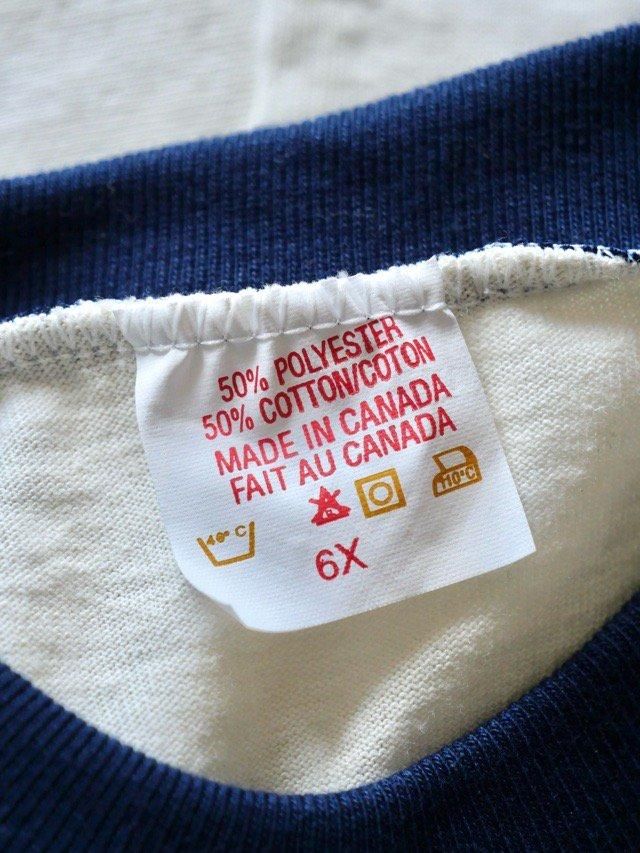 50% POLYESTER
50% COTTON/COTON
MADE IN CANADA
FAIT AU CANADA
40° C
110°C
6X